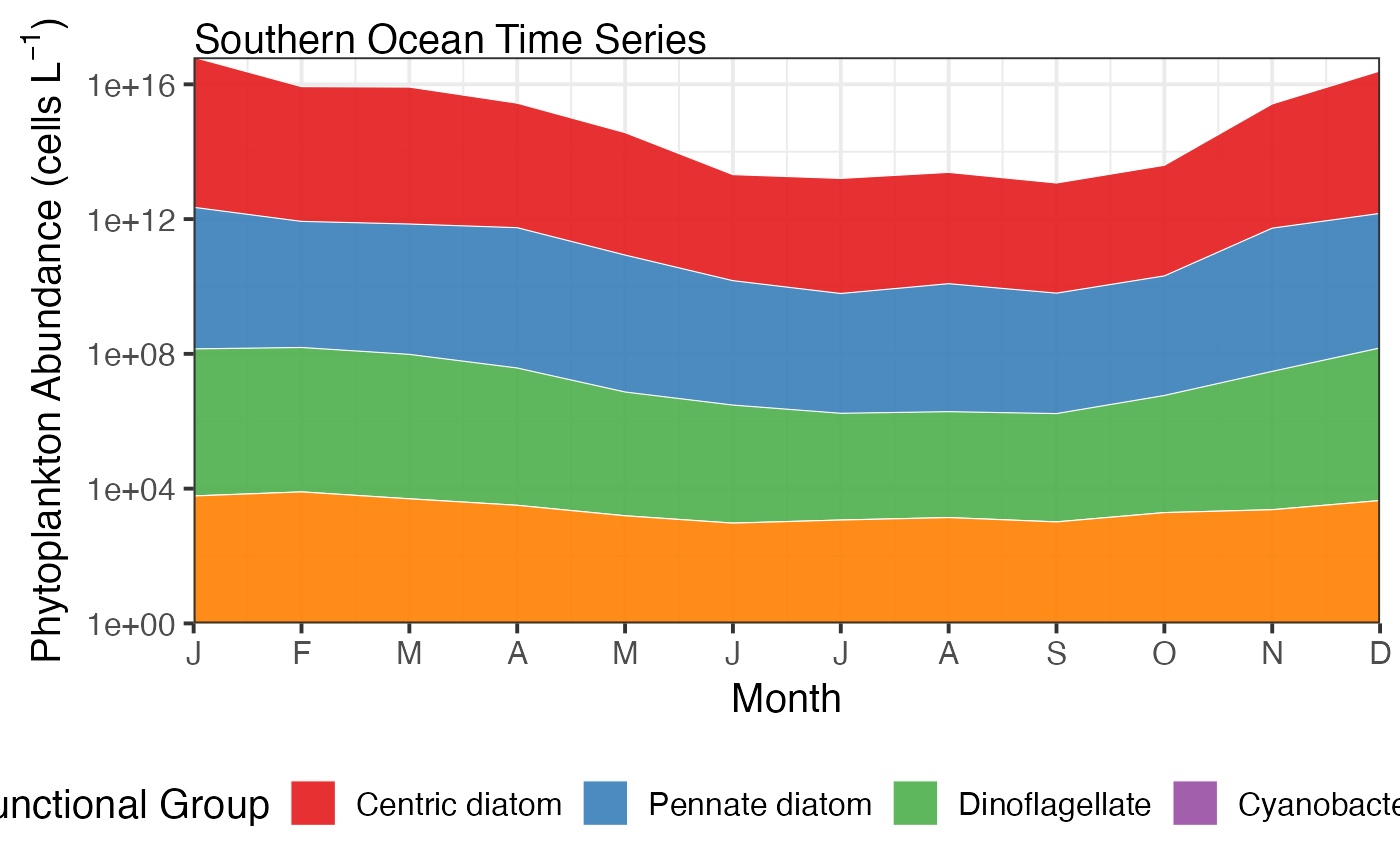 Southern Ocean Time Series
Phytoplankton Abundance (cells L⁻¹)
1e+16
1e+12
1e+08
1e+04
1e+00
J F M A M J J A S O N D
Month
unctional Group Centric diatom Pennate diatom Dinoflagellate Cyanobacte